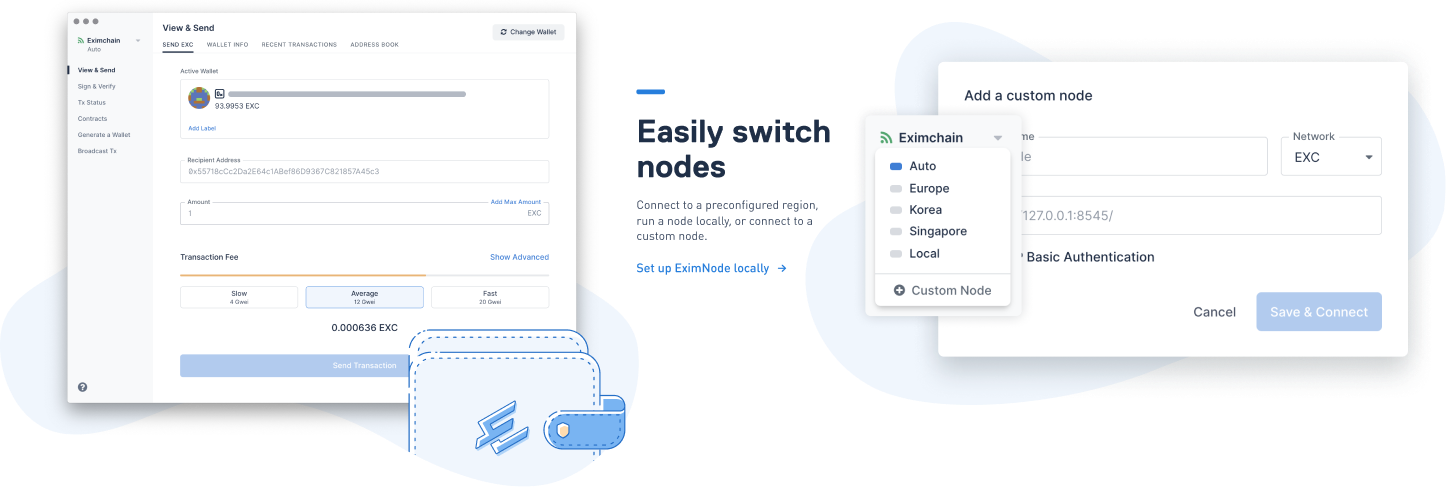 Eximchain
Auto
View & Send
Sign & Verify
Tx Status
Contracts
Generate a Wallet
Broadcast Tx
View & Send
Change Wallet
SEND EXC WALLET INFO RECENT TRANSACTIONS ADDRESS BOOK
Active Wallet
93.9953 EXC
Add Label
Recipient Address
0x55718cCc2Da2E64c1ABef86D9367C821857A45c3
Amount
Add Max Amount
1 EXC
Transaction Fee
Show Advanced
Slow
4 Gwei
Average
12 Gwei
Fast
20 Gwei
0.000636 EXC
Send Transaction
Easily switch
nodes
Connect to a preconfigured region,
run a node locally, or connect to a
custom node.
Set up EximNode locally →
Eximchain
Auto
Europe
Korea
Singapore
Local
Custom Node
Add a custom node
me
le
Network
EXC
127.0.0.1:8545/
Basic Authentication
Cancel
Save & Connect